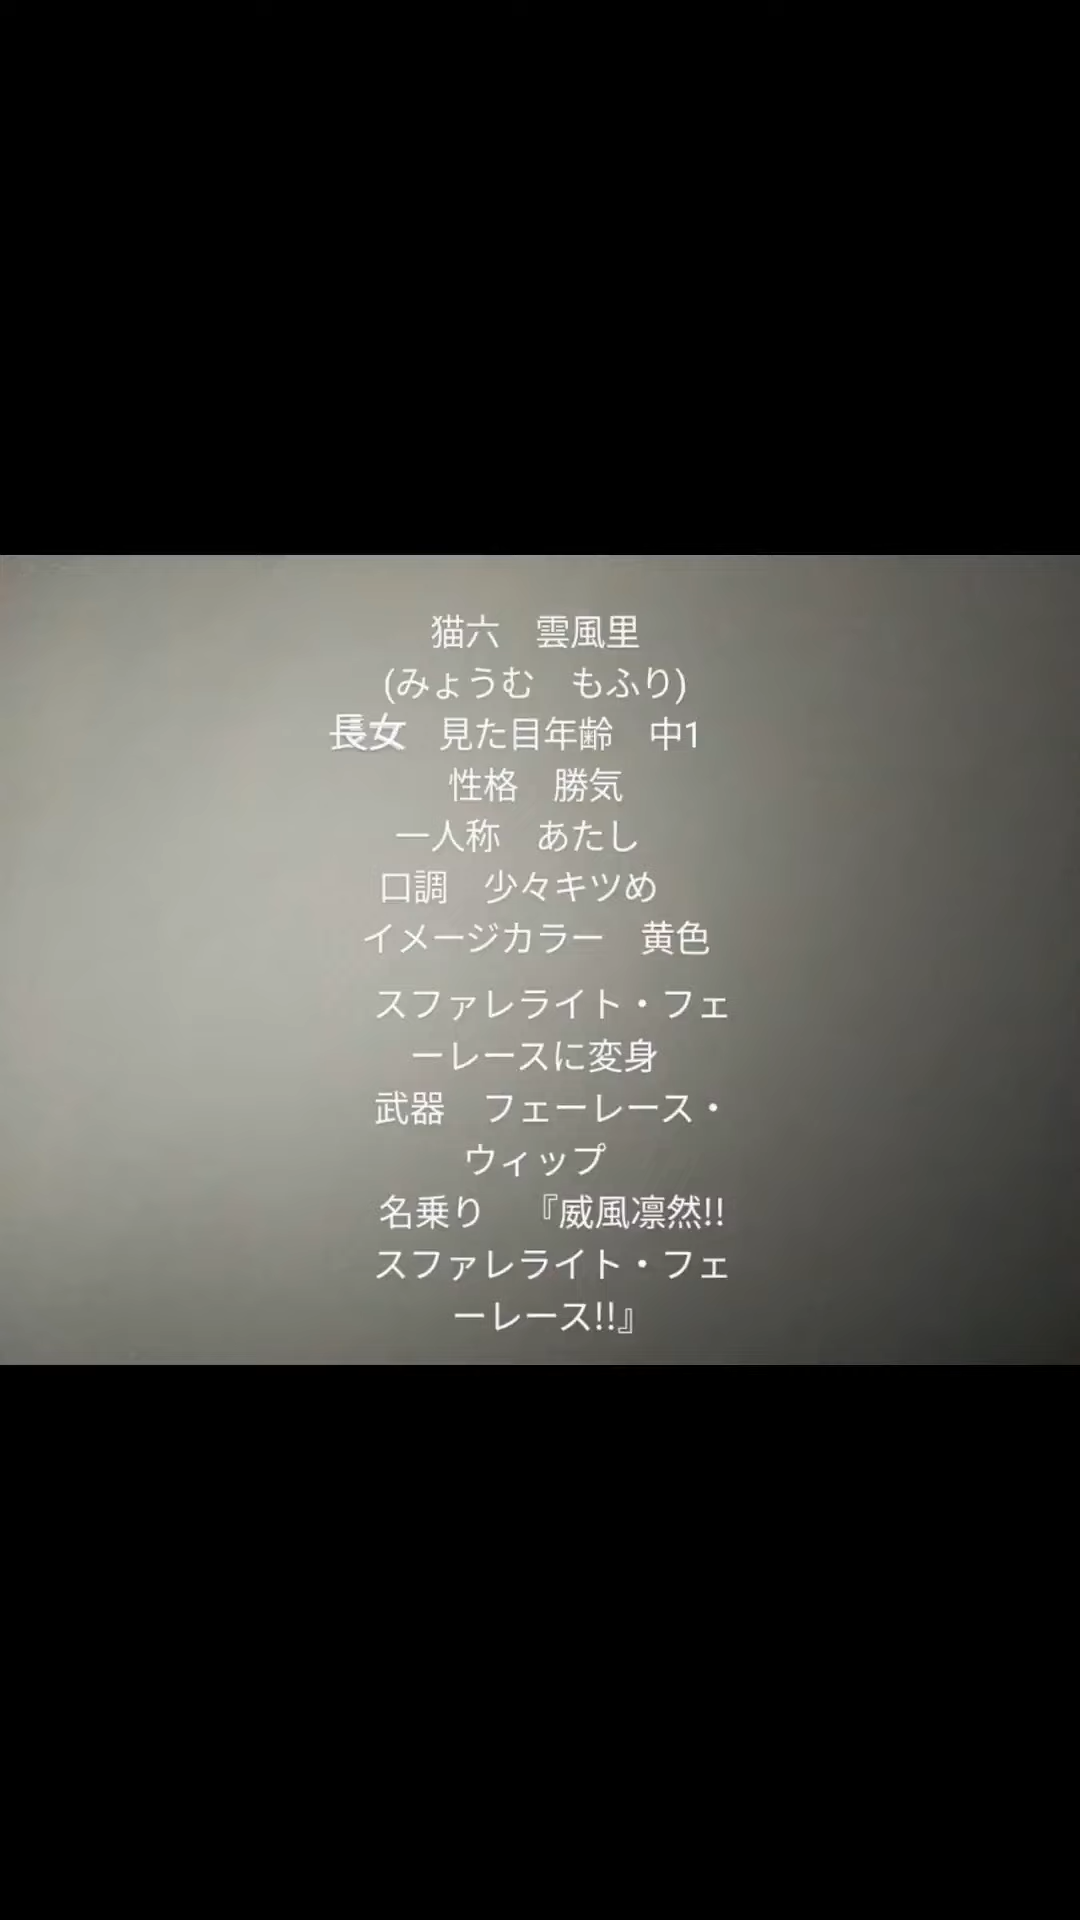 猫六　雲風里
(みょうむ　もふり)
長女　見た目年齢　中1
性格　勝気
一人称　あたし
口調　少々キツめ
イメージカラー　黄色
スファレライト・フェ
ーレースに変身
武器　フェーレース・
ウィップ
名乗り　『威風凛然!!
スファレライト・フェ
ーレース!!』